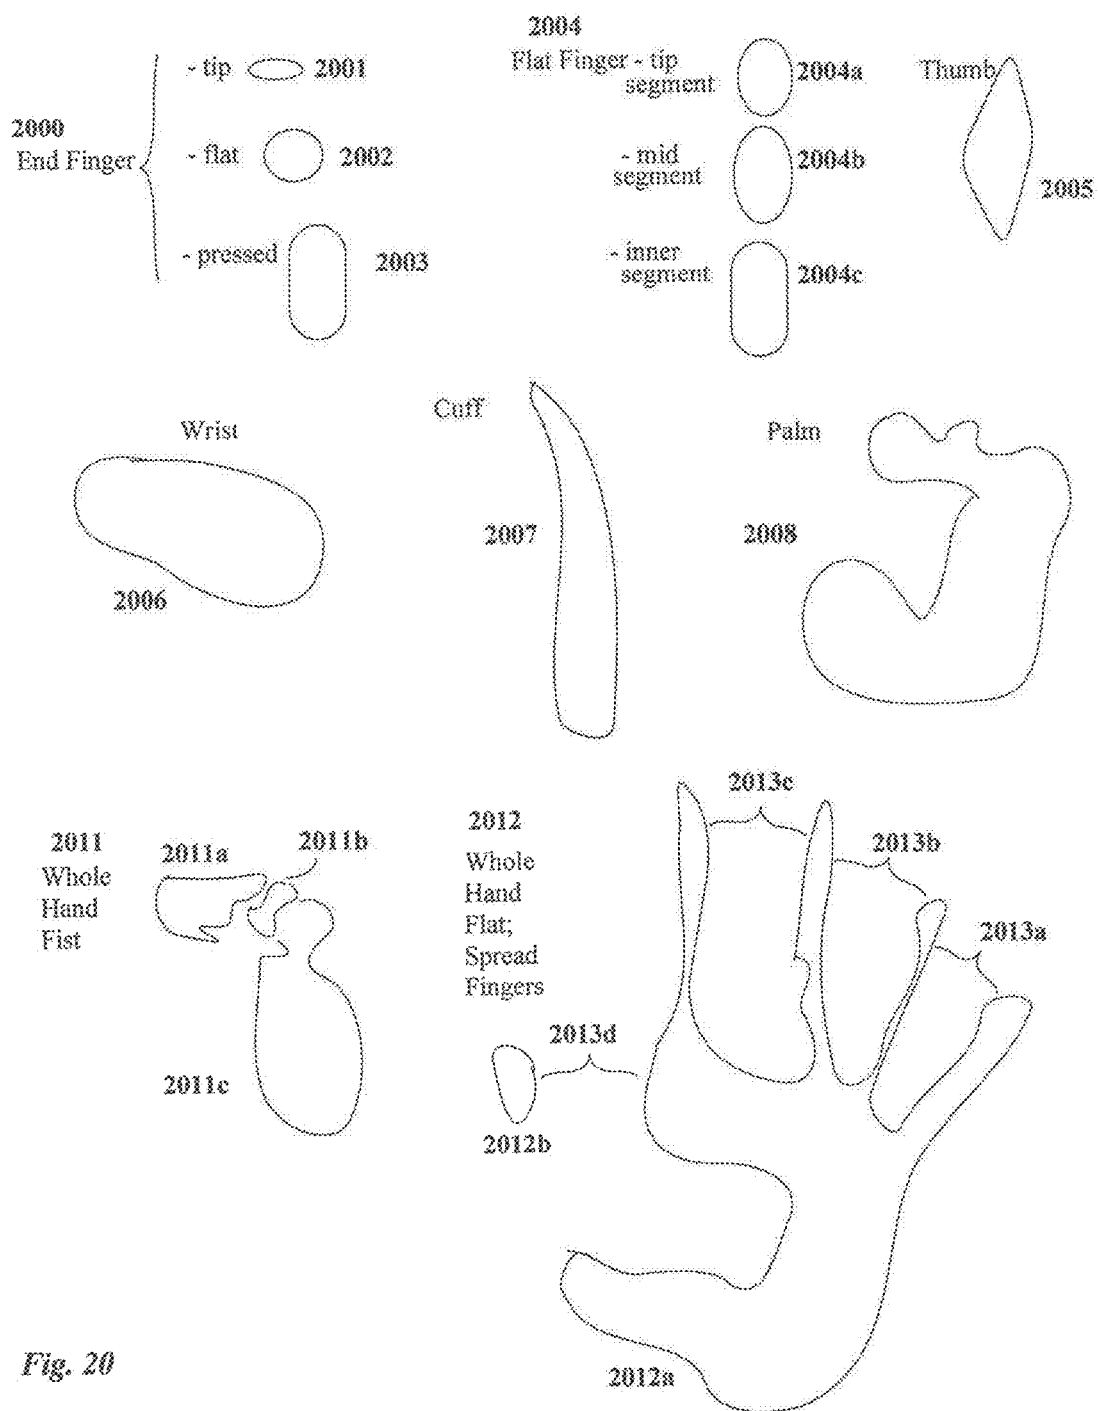 2000
End Finger
- tip 2001
- flat 2002
- pressed 2003
2004
Flat Finger - tip
segment 2004a
- mid
segment 2004b
- inner
segment 2004c
Thumb
2005
Wrist
2006
Cuff
2007
Palm
2008
2011
Whole
Hand
Fist
2011a
2011b
2011c
2012
Whole
Hand
Flat;
Spread
Fingers
2013c
2013b
2013a
2013d
2012b
2012a
Fig. 20